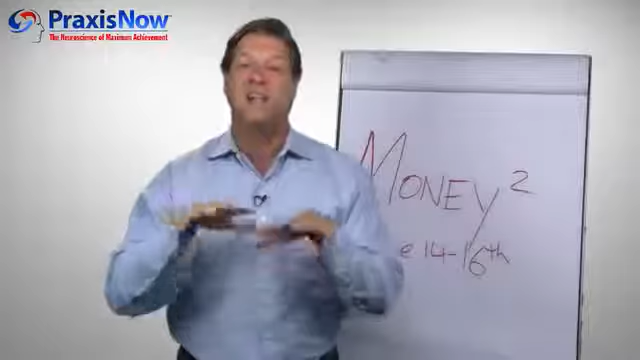 PraxisNow
The Neuroscience of Maximum Achievement
MONEY²
e 14-16th